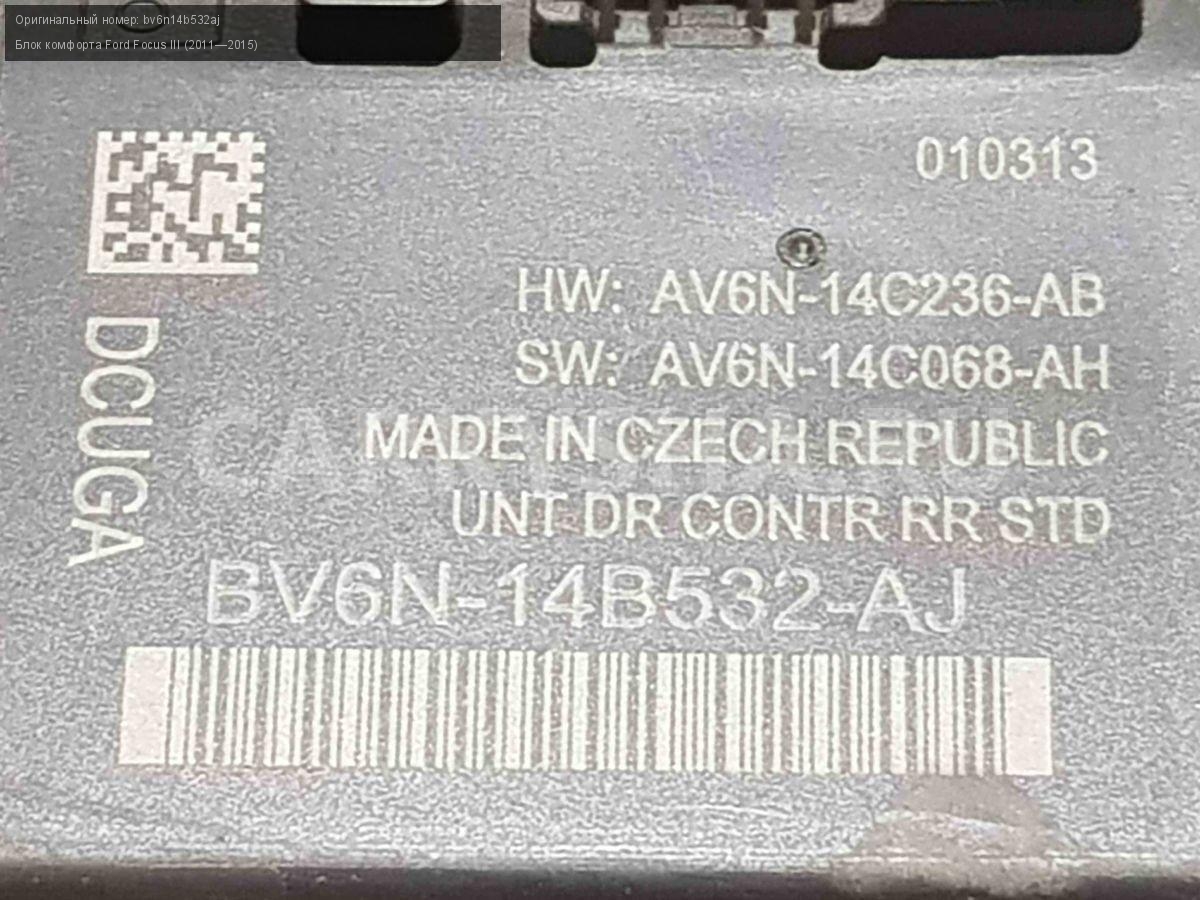 Оригинальный номер: bv6n14b532aj
Блок комфорта Ford Focus III (2011—2015)
010313
HW: AV6N-14C236-AB
SW: AV6N-14C068-AH
MADE IN CZECH REPUBLIC
UNT DR CONTR RR STD
DCUGA
BV6N-14B532-AJ